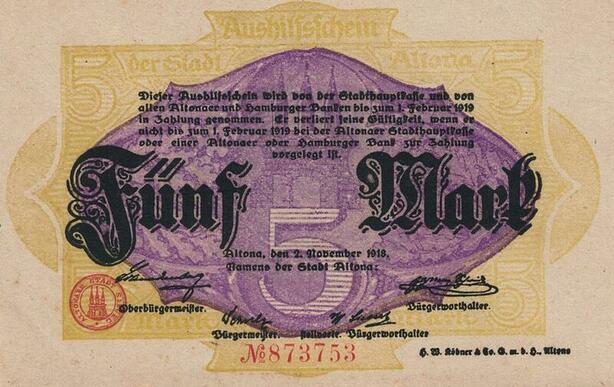 Aushilfsschein
der Stadt Altona
5 5
Dieser Aushilfsschein wird von der Stadthauptkasse und von
allen Altonaer und Hamburger Banken bis zum 1. Februar 1919
in Zahlung genommen. Er verliert seine Gültigkeit, wenn er
nicht bis zum 1. Februar 1919 bei der Altonaer Stadthauptkasse
oder einer Altonaer oder Hamburger Bank zur Zahlung
vorgelegt ist.
Fünf Mark
5
Altona, den 2. November 1918.
Namens der Stadt Altona:
Oberbürgermeister. Bürgerworthalter.
Bürgermeister. stellvertr. Bürgerworthalter
5 5
№873753
H. W. Köbner & Co. G. m. b. H., Altona